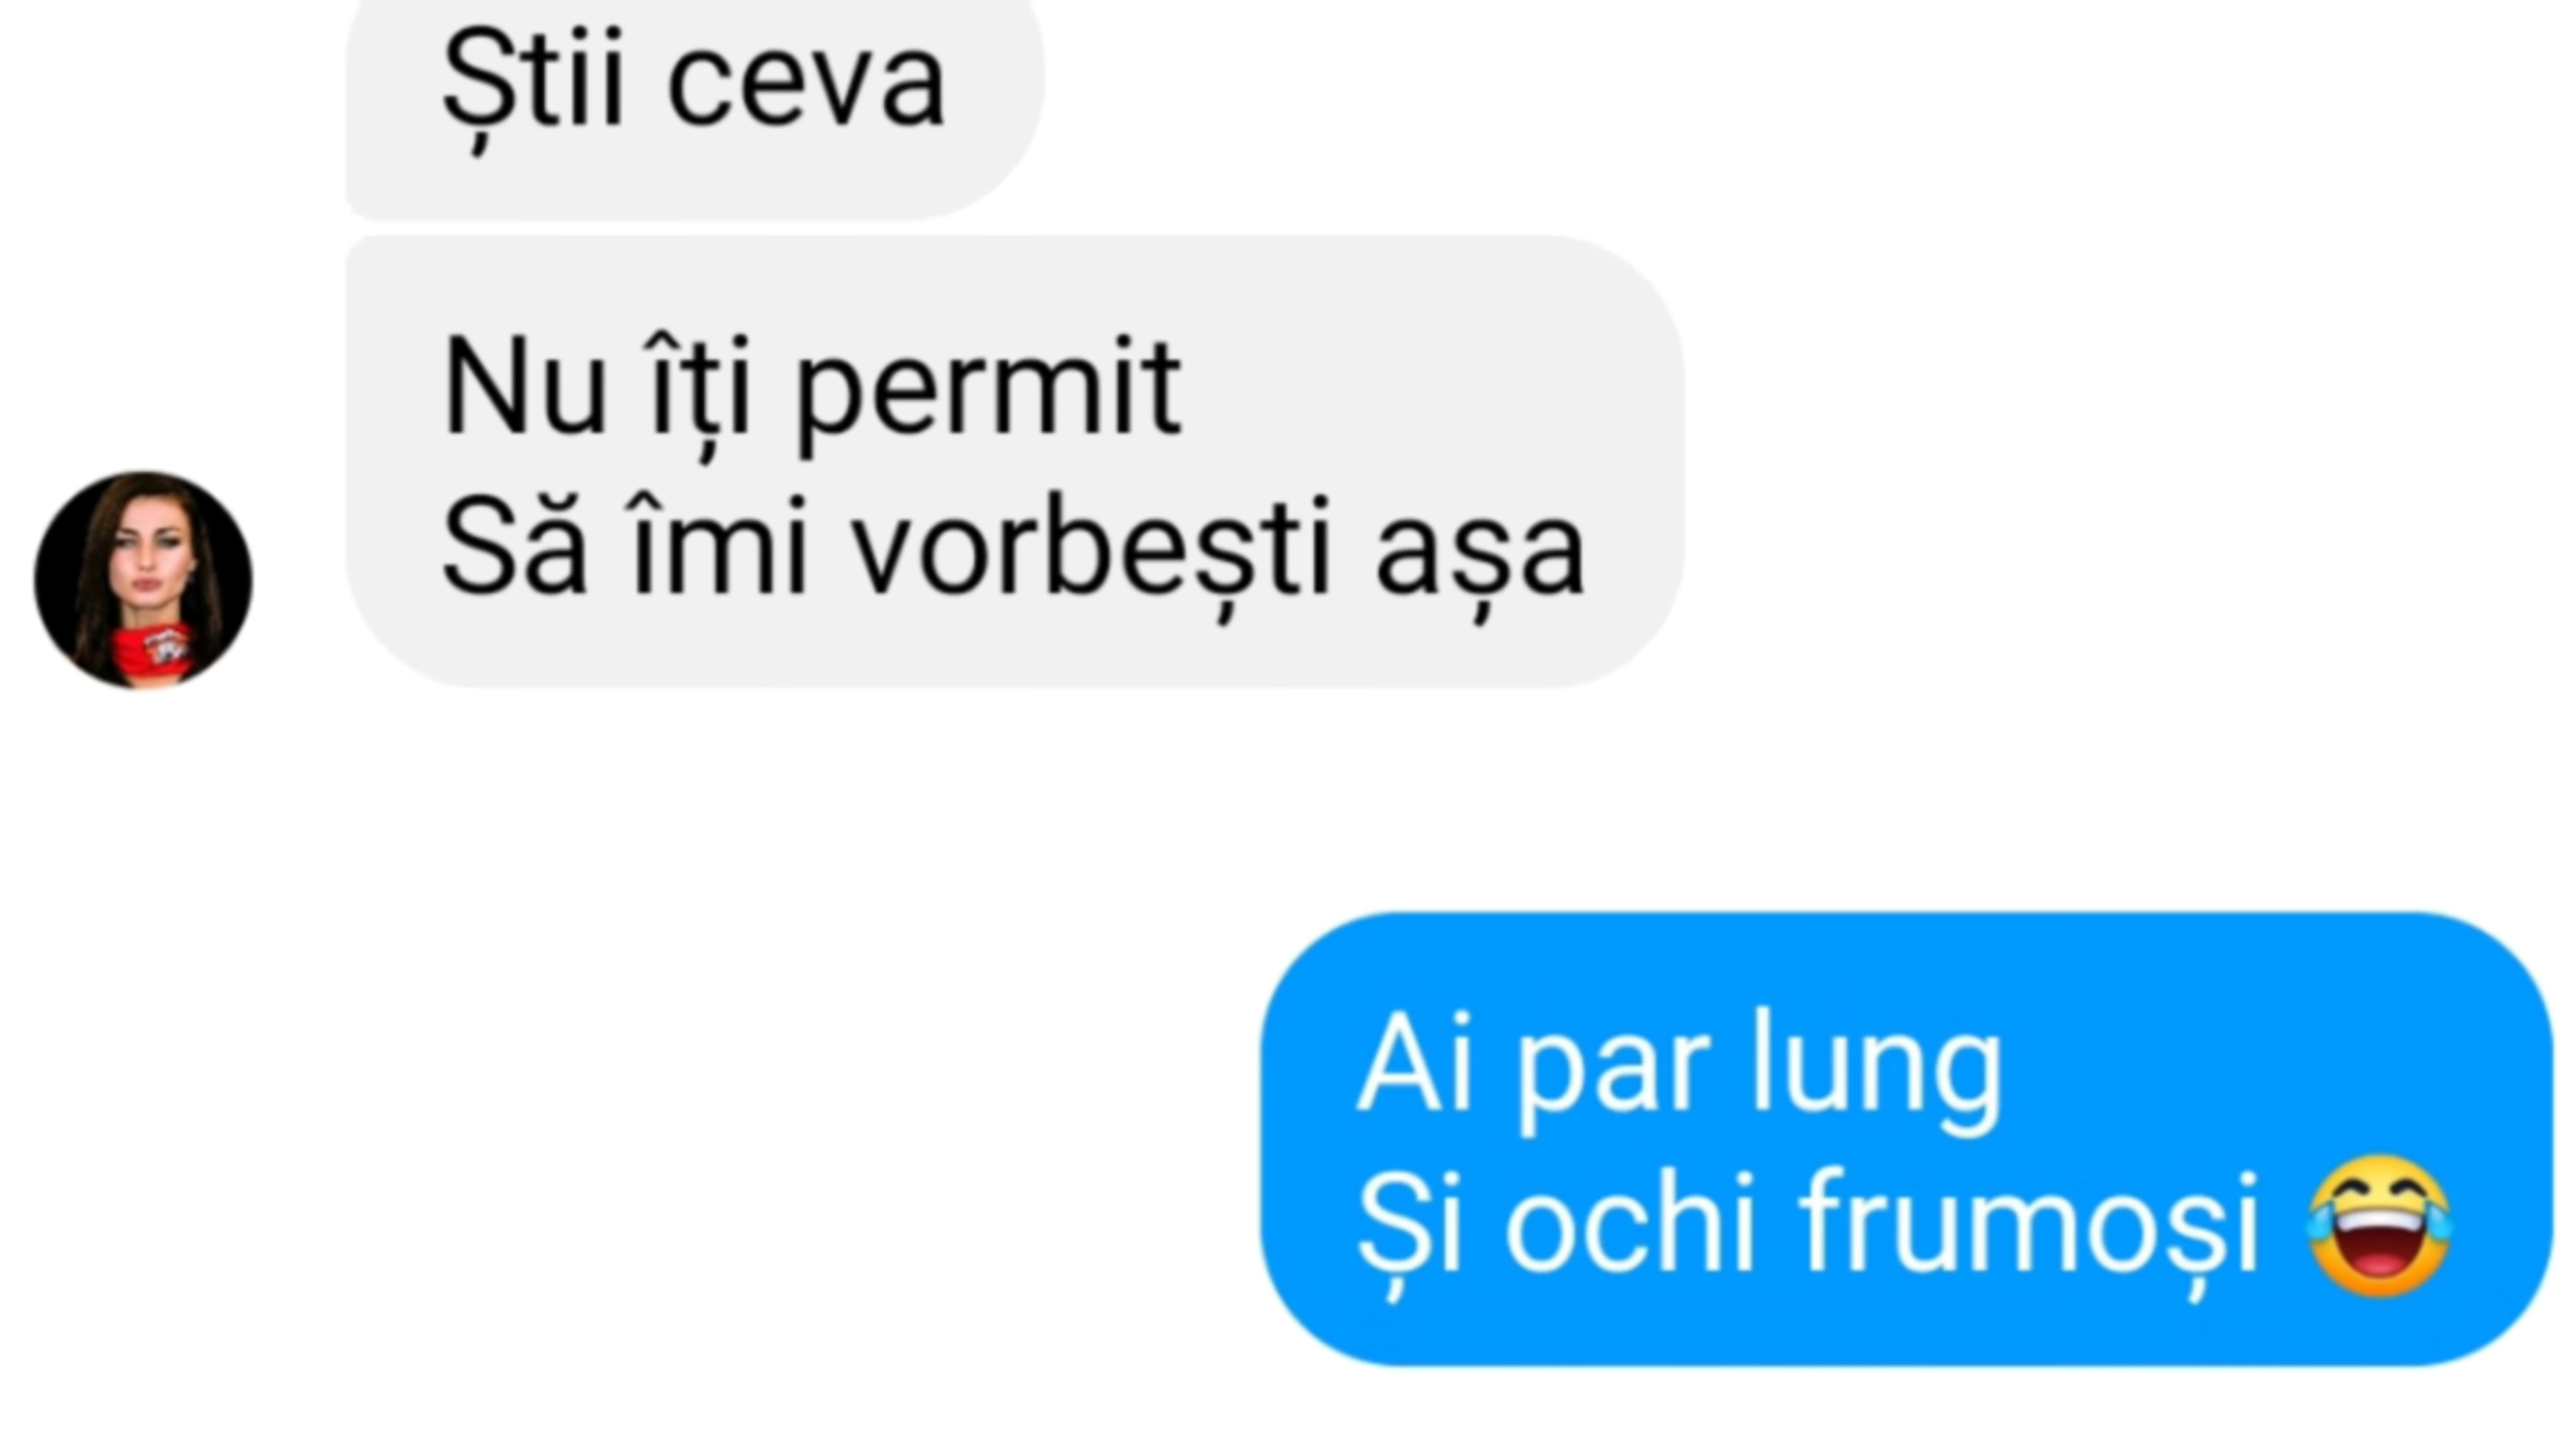 Știi ceva
Nu îți permit
Să îmi vorbești așa
Ai par lung
Și ochi frumoși 😂